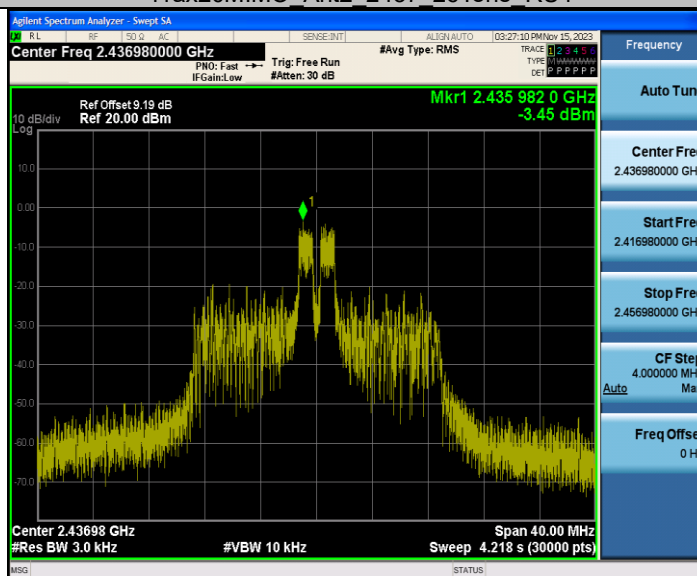 Agilent Spectrum Analyzer - Swept SA
RL RF 50 Ω AC SENSE:INT ALIGN AUTO 03:27:10 PM Nov 15, 2023
Center Freq 2.436980000 GHz
PNO: Fast
IFGain:Low
Trig: Free Run
#Atten: 30 dB
#Avg Type: RMS
TRACE 1 2 3 4 5 6
TYPE M
DET P P P P P P
Frequency
Mkr1 2.435 982 0 GHz
-3.45 dBm
Ref Offset 9.19 dB
10 dB/div Ref 20.00 dBm
Log
10.0
0.00
-10.0
-20.0
-30.0
-40.0
-50.0
-60.0
-70.0
1
Auto Tun
Center Fre
2.436980000 GH
Start Fre
2.416980000 GH
Stop Fre
2.456980000 GH
CF Step
4.000000 MH
Auto Ma
Freq Offse
0 H
Center 2.43698 GHz Span 40.00 MHz
#Res BW 3.0 kHz #VBW 10 kHz Sweep 4.218 s (30000 pts)
MSG STATUS